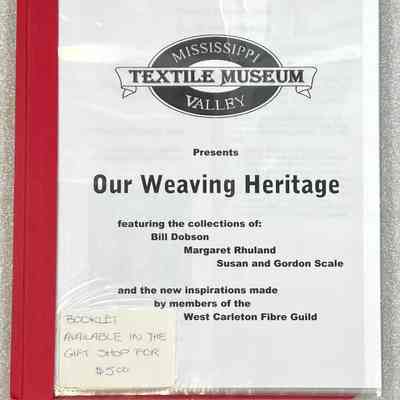 MISSISSIPPI
TEXTILE MUSEUM
VALLEY
Presents
Our Weaving Heritage
featuring the collections of:
Bill Dobson
Margaret Rhuland
Susan and Gordon Scale
and the new inspirations made
by members of the
West Carleton Fibre Guild
BOOKLET
AVAILABLE IN THE
GIFT SHOP FOR
$5.00